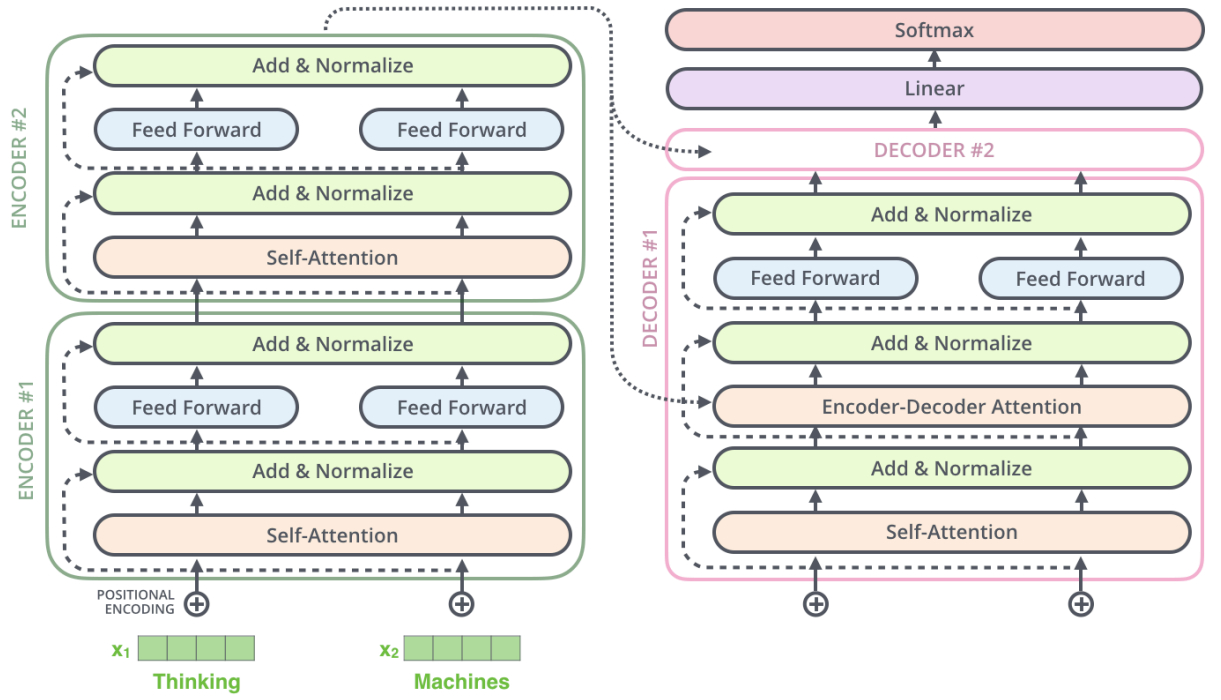 ENCODER #2
Add & Normalize
Feed Forward
Feed Forward
Add & Normalize
Self-Attention
ENCODER #1
Add & Normalize
Feed Forward
Feed Forward
Add & Normalize
Self-Attention
POSITIONAL
ENCODING
x₁
x₂
Thinking
Machines
Softmax
Linear
DECODER #2
DECODER #1
Add & Normalize
Feed Forward
Feed Forward
Add & Normalize
Encoder-Decoder Attention
Add & Normalize
Self-Attention